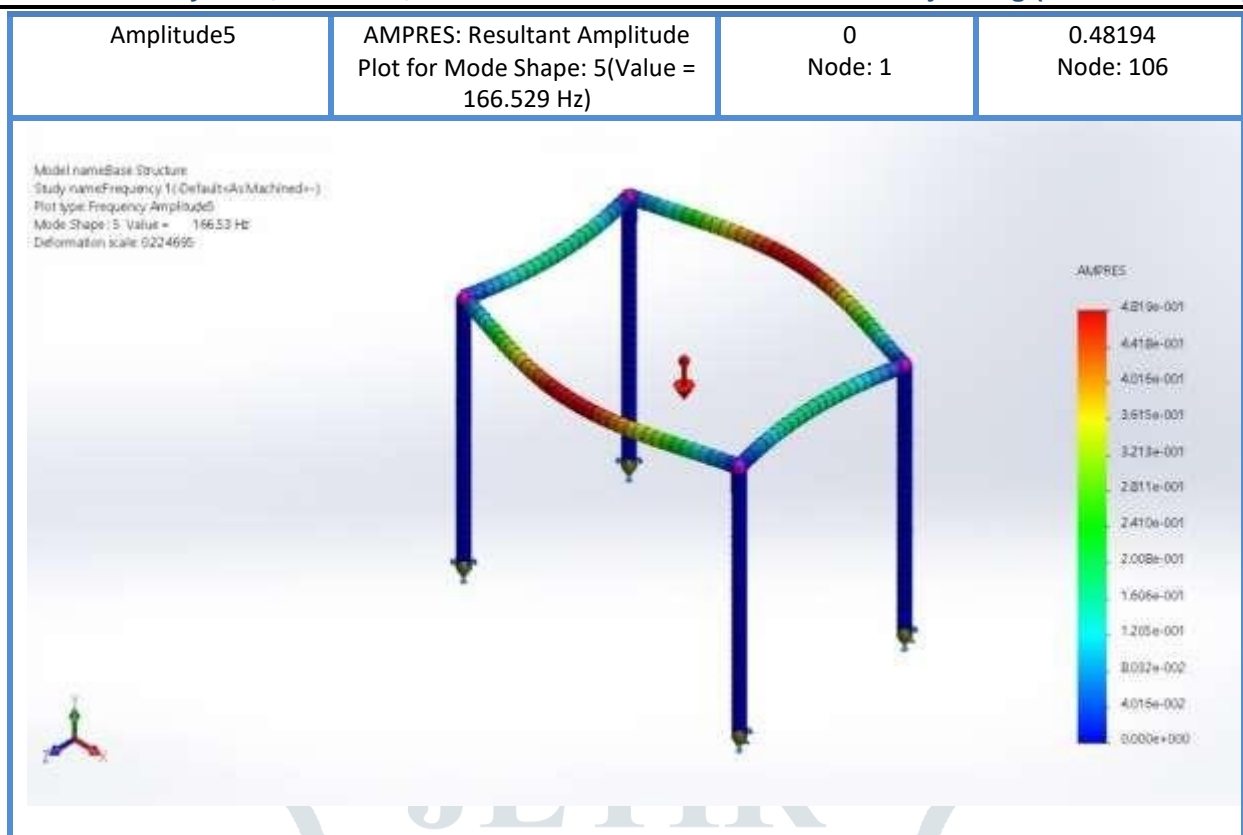 Amplitude5
AMPRES: Resultant Amplitude
Plot for Mode Shape: 5(Value =
166.529 Hz)
0
Node: 1
0.48194
Node: 106
Model name:Base Structure
Study name:Frequency 1(-Default<As Machined>-)
Plot type: Frequency Amplitude5
Mode Shape : 5 Value = 166.53 Hz
Deformation scale: 0.224695
AMPRES
4.819e-001
4.418e-001
4.016e-001
3.615e-001
3.213e-001
2.811e-001
2.410e-001
2.008e-001
1.606e-001
1.205e-001
8.032e-002
4.016e-002
0.000e+000
Y
Z
X
JETIR